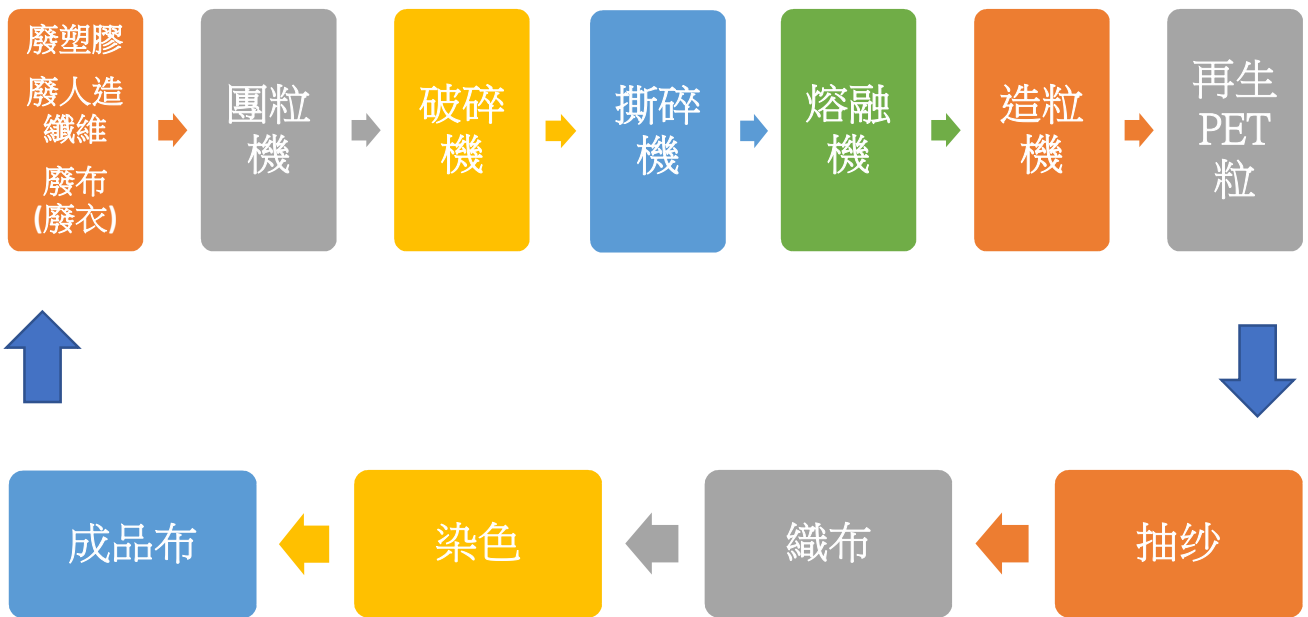 廢塑膠
廢人造
纖維
廢布
(廢衣)
團粒
機
破碎
機
撕碎
機
熔融
機
造粒
機
再生
PET
粒
抽纱
織布
染色
成品布